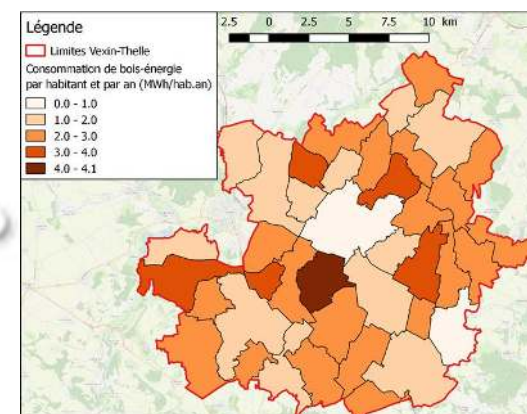 Légende
Limites Vexin-Thelle
Consommation de bois-énergie
par habitant et par an (MWh/hab.an)
0.0 - 1.0
1.0 - 2.0
2.0 - 3.0
3.0 - 4.0
4.0 - 4.1
2.5 0 2.5 5 7.5 10 km